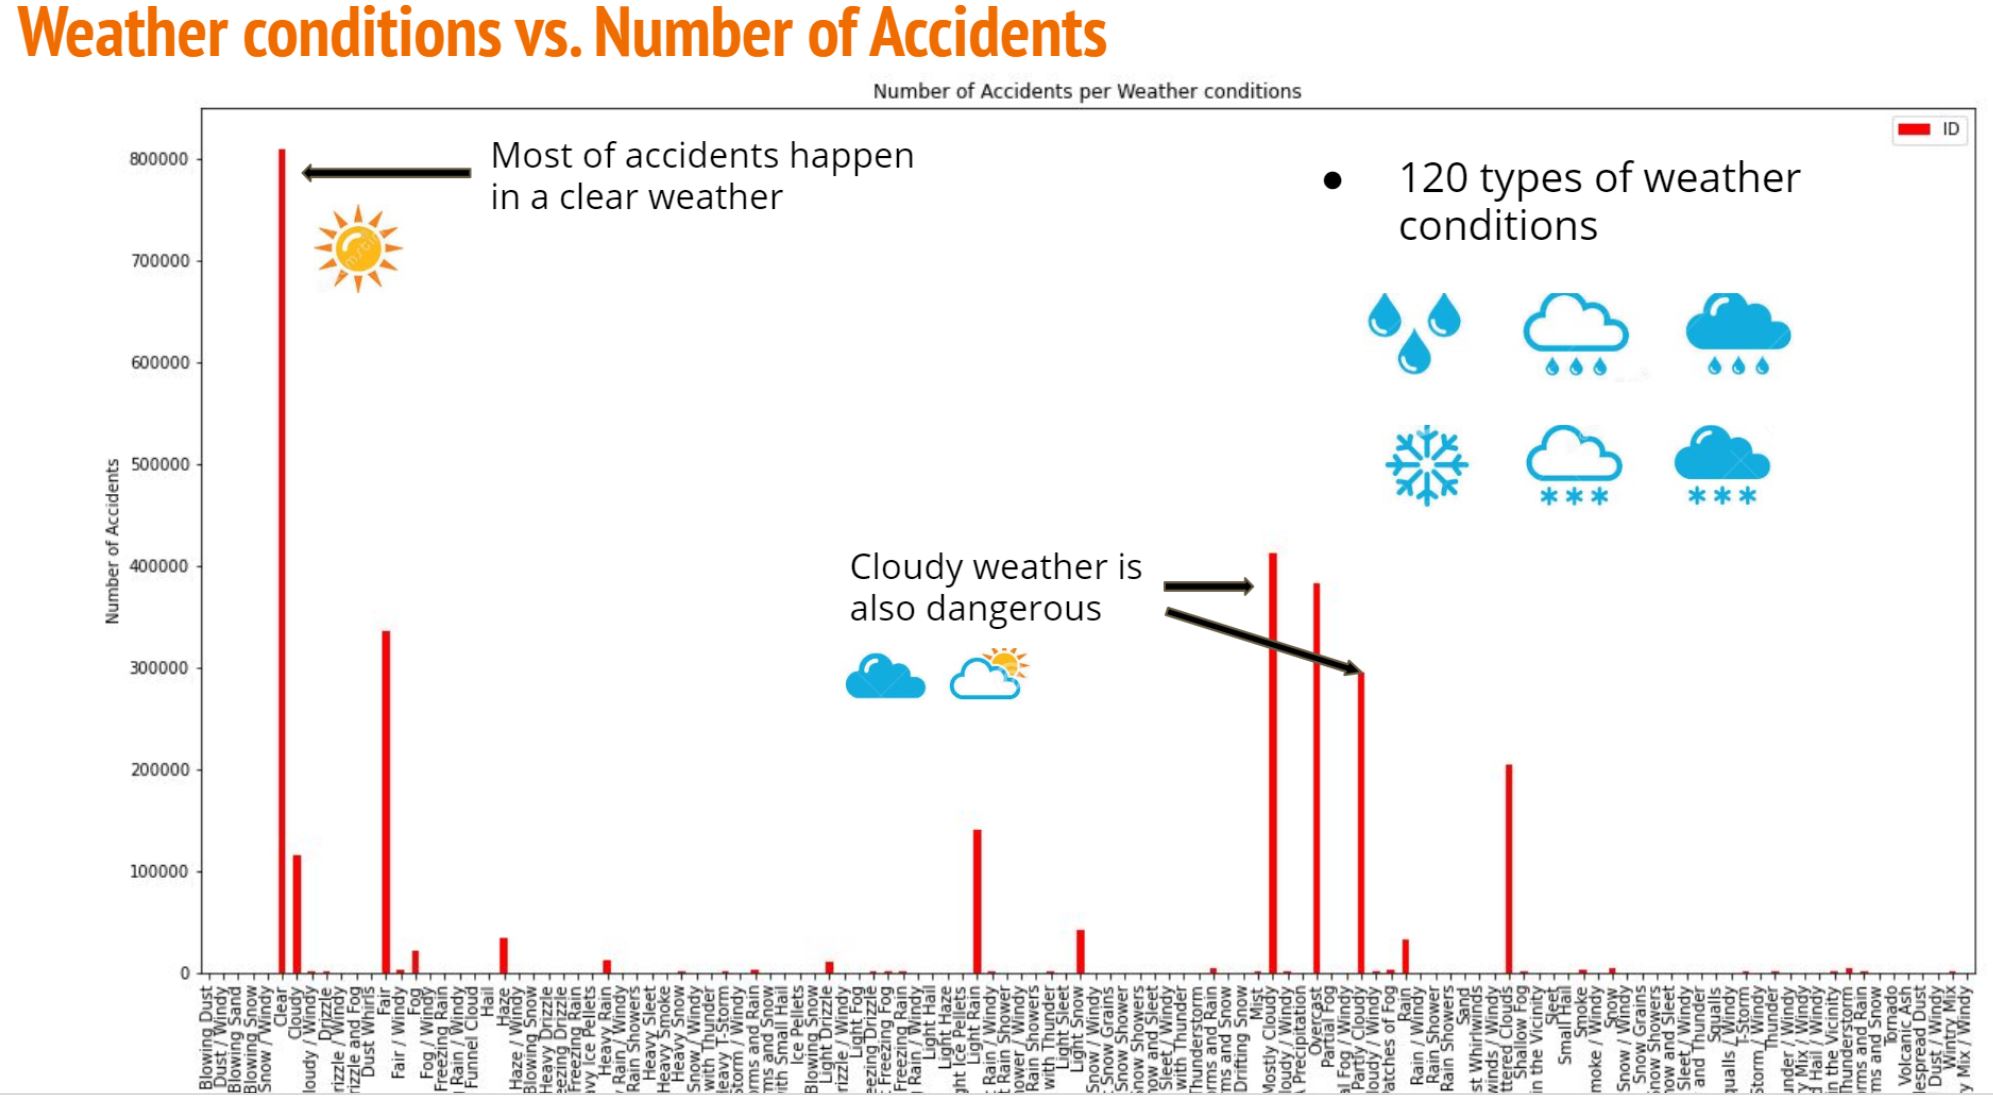 Weather conditions vs. Number of Accidents
Number of Accidents per Weather conditions
ID
Most of accidents happen
in a clear weather
● 120 types of weather
conditions
Cloudy weather is
also dangerous
Number of Accidents
800000
700000
600000
500000
400000
300000
200000
100000
0
Blowing Dust
Dust / Windy
Blowing Sand
Blowing Snow
Snow / Windy
Clear
Cloudy
loudy / Windy
Drizzle
rizzle / Windy
rizzle and Fog
Dust Whirls
Fair
Fair / Windy
Fog
Fog / Windy
Freezing Rain
Rain / Windy
Funnel Cloud
Hail
Haze
Haze / Windy
Blowing Snow
Heavy Drizzle
eezing Drizzle
Freezing Rain
avy Ice Pellets
Heavy Rain
Rain / Windy
Rain Showers
Heavy Sleet
Heavy Smoke
Heavy Snow
Snow / Windy
with Thunder
Heavy T-Storm
Storm / Windy
rms and Rain
ms and Snow
ith Small Hail
Ice Pellets
Blowing Snow
Light Drizzle
rizzle / Windy
Light Fog
eezing Drizzle
Freezing Fog
Freezing Rain
Rain / Windy
Light Hail
Light Haze
ght Ice Pellets
Light Rain
Rain / Windy
t Rain Shower
ower / Windy
Rain Showers
with Thunder
Light Sleet
Light Snow
Snow / Windy
Snow Grains
Snow Shower
now Showers
now and Sleet
Sleet / Windy
with Thunder
Thunderstorm
rms and Rain
ms and Snow
Drifting Snow
Mist
Mostly Cloudy
loudy / Windy
Precipitation
Overcast
Partial Fog
al Fog / Windy
Partly Cloudy
loudy / Windy
Patches of Fog
Rain
Rain / Windy
Rain Shower
Rain Showers
Sand
st Whirlwinds
winds / Windy
ttered Clouds
Shallow Fog
in the Vicinity
Sleet
Small Hail
Smoke
moke / Windy
Snow
Snow / Windy
Snow Grains
now Showers
now and Sleet
Sleet / Windy
and Thunder
Squalls
qualls / Windy
T-Storm
Storm / Windy
Thunder
under / Windy
y Mix / Windy
d Hail / Windy
n the Vicinity
Thunderstorm
rms and Rain
ms and Snow
Tornado
Volcanic Ash
lespread Dust
Dust / Windy
Wintry Mix
y Mix / Windy